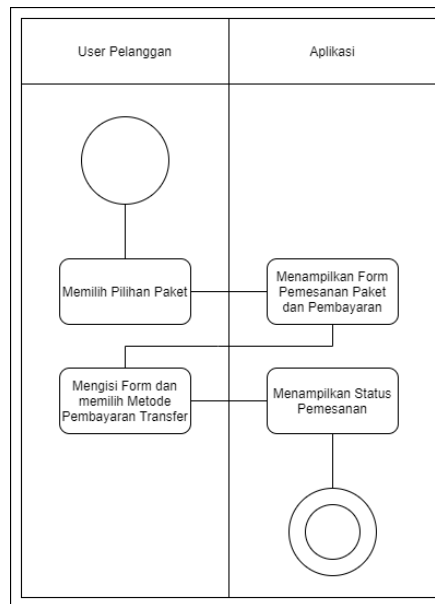 User Pelanggan
Aplikasi
Memilih Pilihan Paket
Menampilkan Form
Pemesanan Paket
dan Pembayaran
Mengisi Form dan
memilih Metode
Pembayaran Transfer
Menampilkan Status
Pemesanan